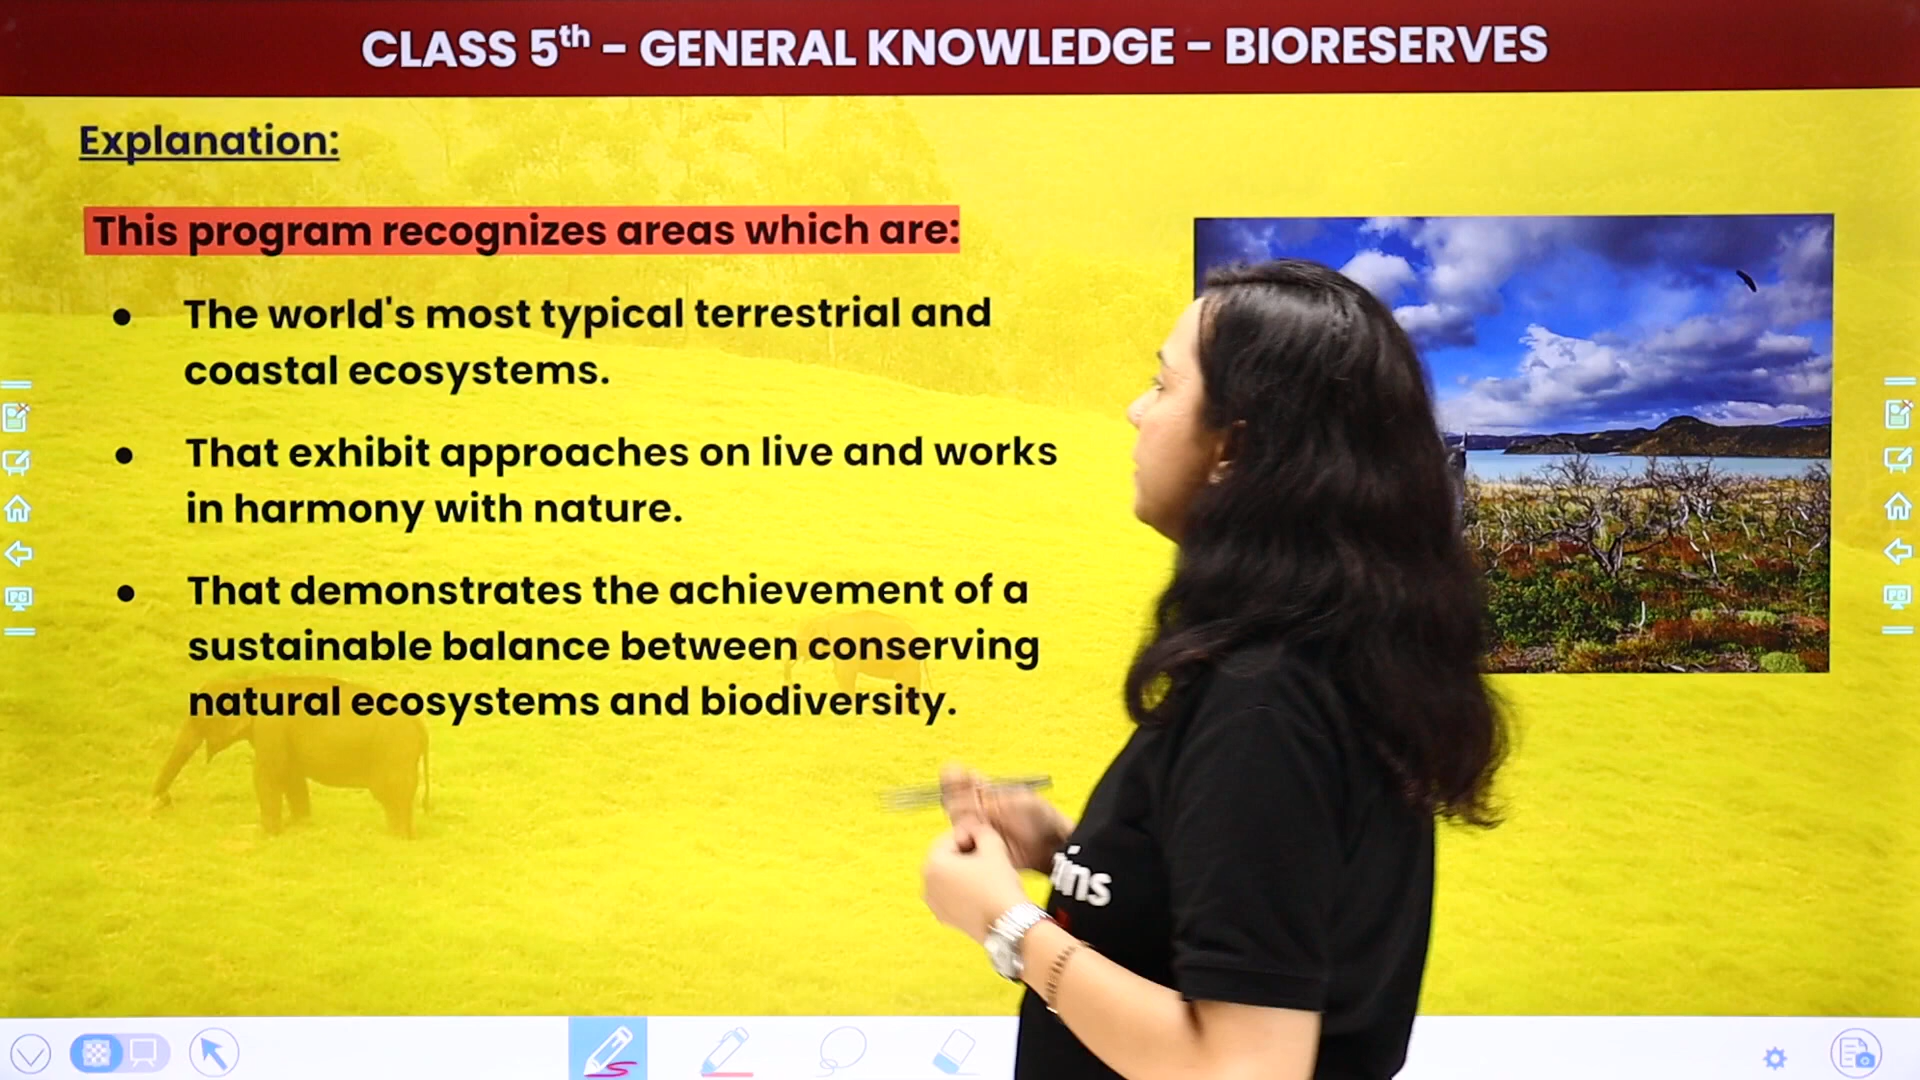 CLASS 5th – GENERAL KNOWLEDGE – BIORESERVES
Explanation:
This program recognizes areas which are:
● The world's most typical terrestrial and
coastal ecosystems.
● That exhibit approaches on live and works
in harmony with nature.
● That demonstrates the achievement of a
sustainable balance between conserving
natural ecosystems and biodiversity.
PC
PC